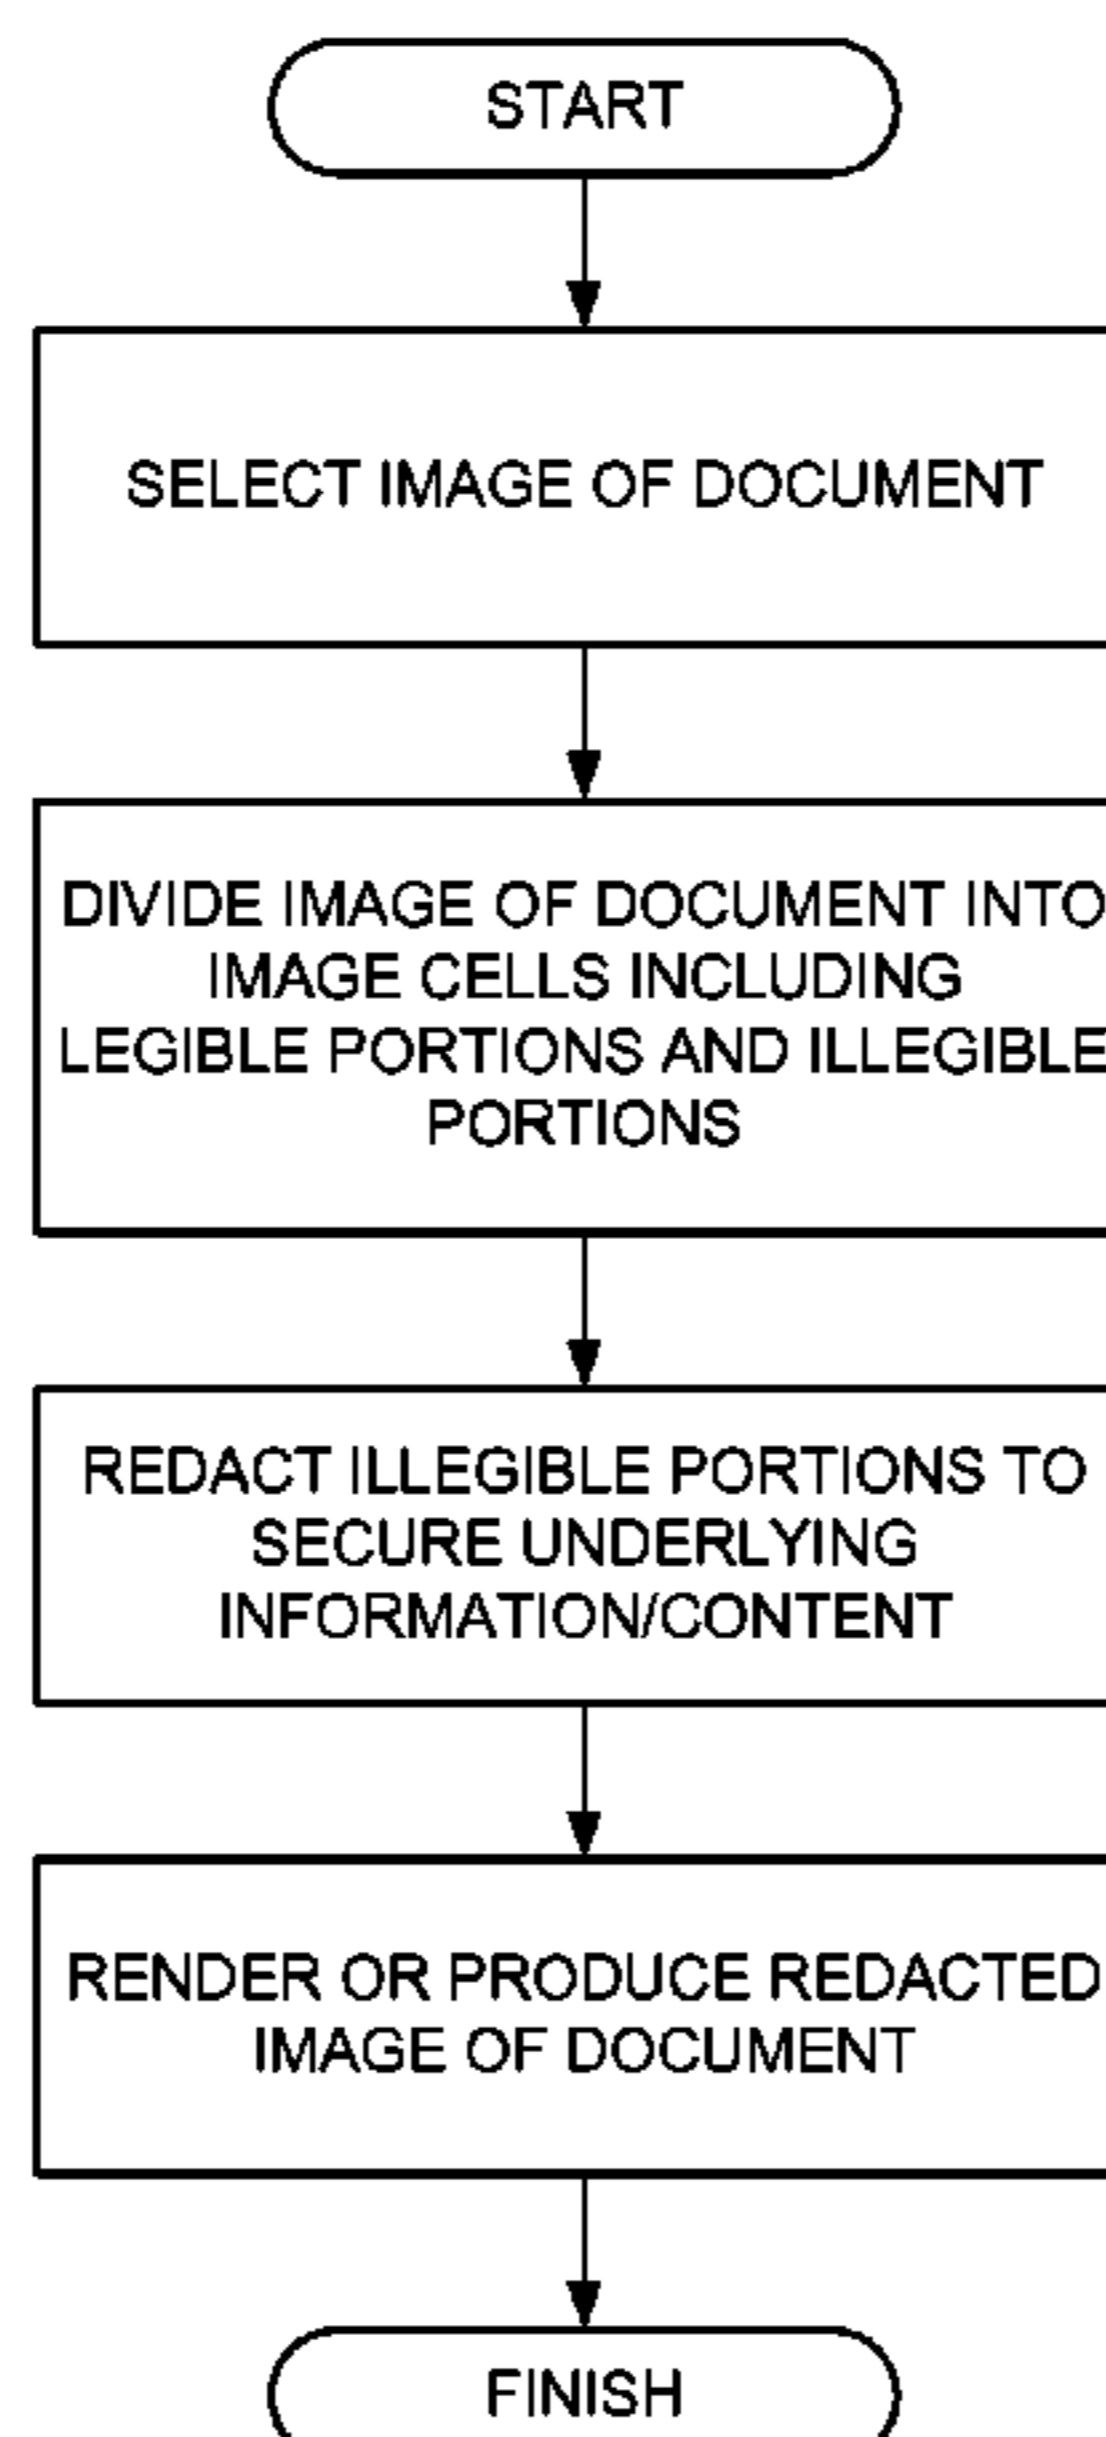 START
SELECT IMAGE OF DOCUMENT
DIVIDE IMAGE OF DOCUMENT INTO
IMAGE CELLS INCLUDING
LEGIBLE PORTIONS AND ILLEGIBLE
PORTIONS
REDACT ILLEGIBLE PORTIONS TO
SECURE UNDERLYING
INFORMATION/CONTENT
RENDER OR PRODUCE REDACTED
IMAGE OF DOCUMENT
FINISH